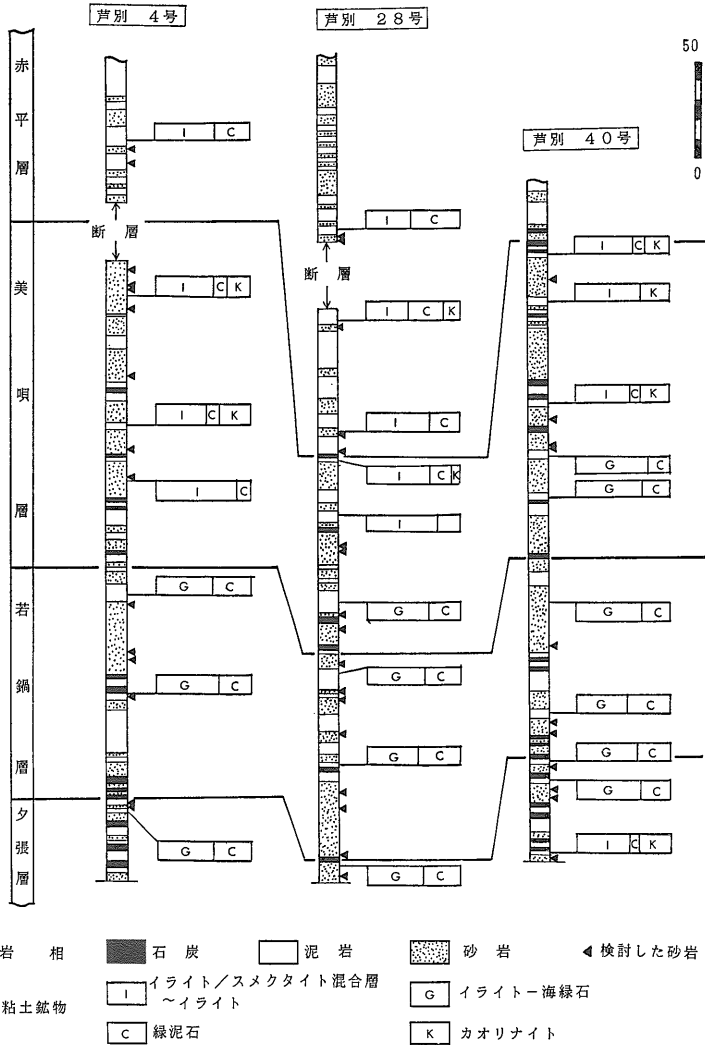 芦別 4号
芦別 28号
芦別 40号
50
0
赤平層
美唄層
若鍋層
夕張層
断層
断層
I C
I C K
I C K
I C
G C
G C
G C
I C
I C K
I C
I C K
I
G C
G C
G C
G C
I C K
I K
I C K
G C
G C
G C
G C
G C
G C
I C K
岩相
石炭
泥岩
砂岩
検討した砂岩
粘土鉱物
I イライト/スメクタイト混合層
~イライト
G イライトー海緑石
C 緑泥石
K カオリナイト